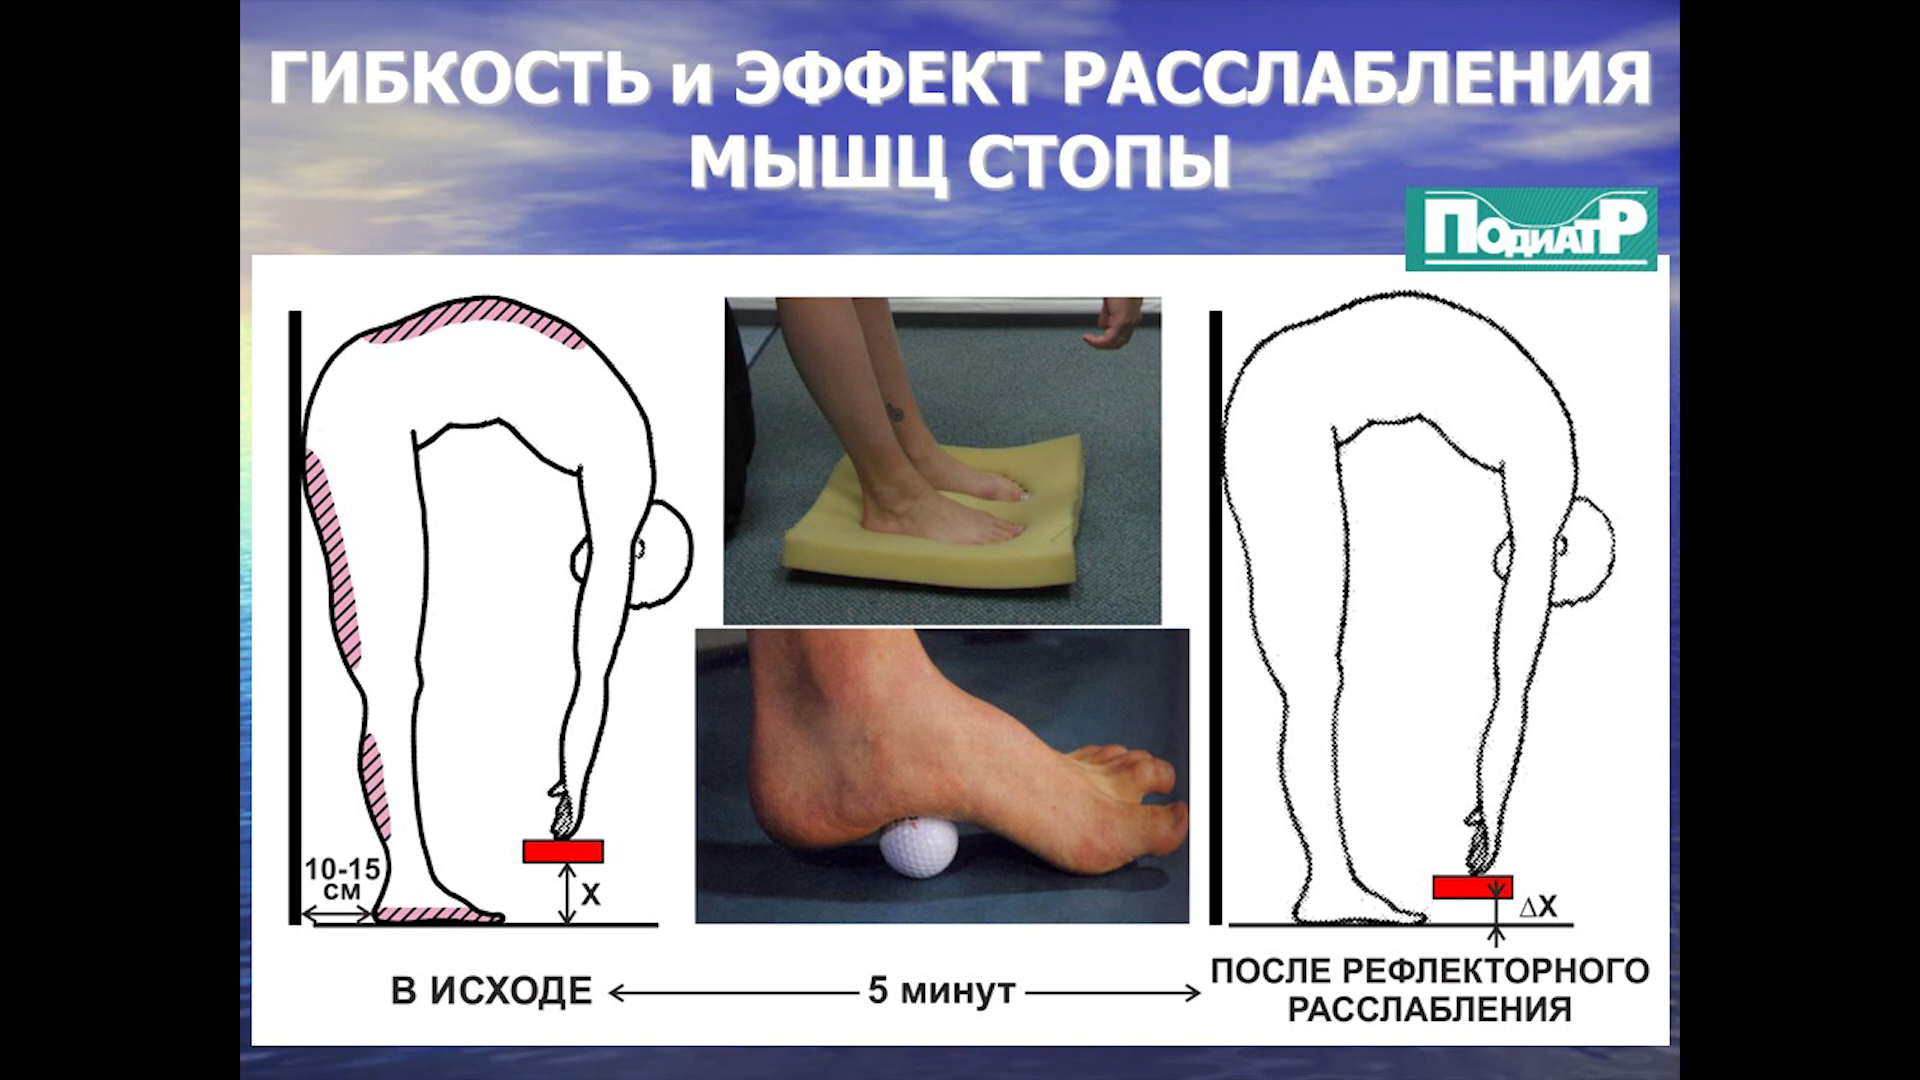 ГИБКОСТЬ и ЭФФЕКТ РАССЛАБЛЕНИЯ
МЫШЦ СТОПЫ
ПОДИАТР
10-15
СМ
X
ΔX
В ИСХОДЕ
5 минут
ПОСЛЕ РЕФЛЕКТОРНОГО
РАССЛАБЛЕНИЯ